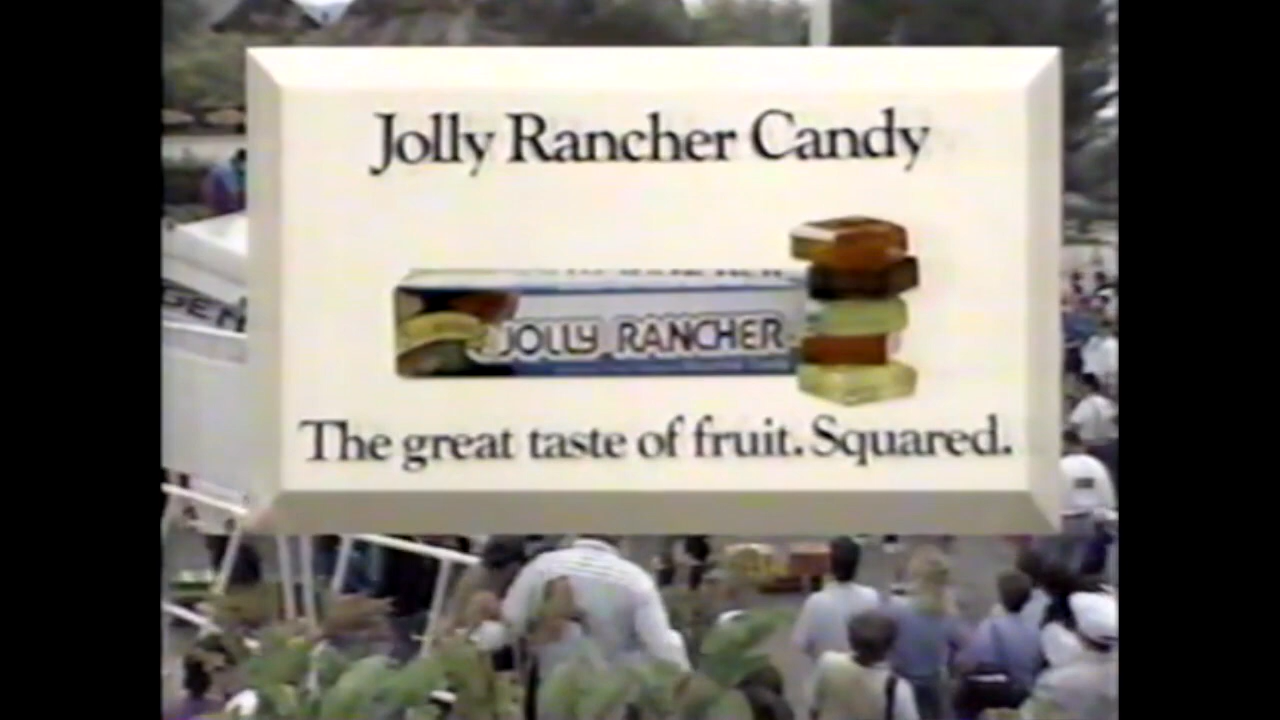 Jolly Rancher Candy
JOLLY RANCHER
The great taste of fruit. Squared.